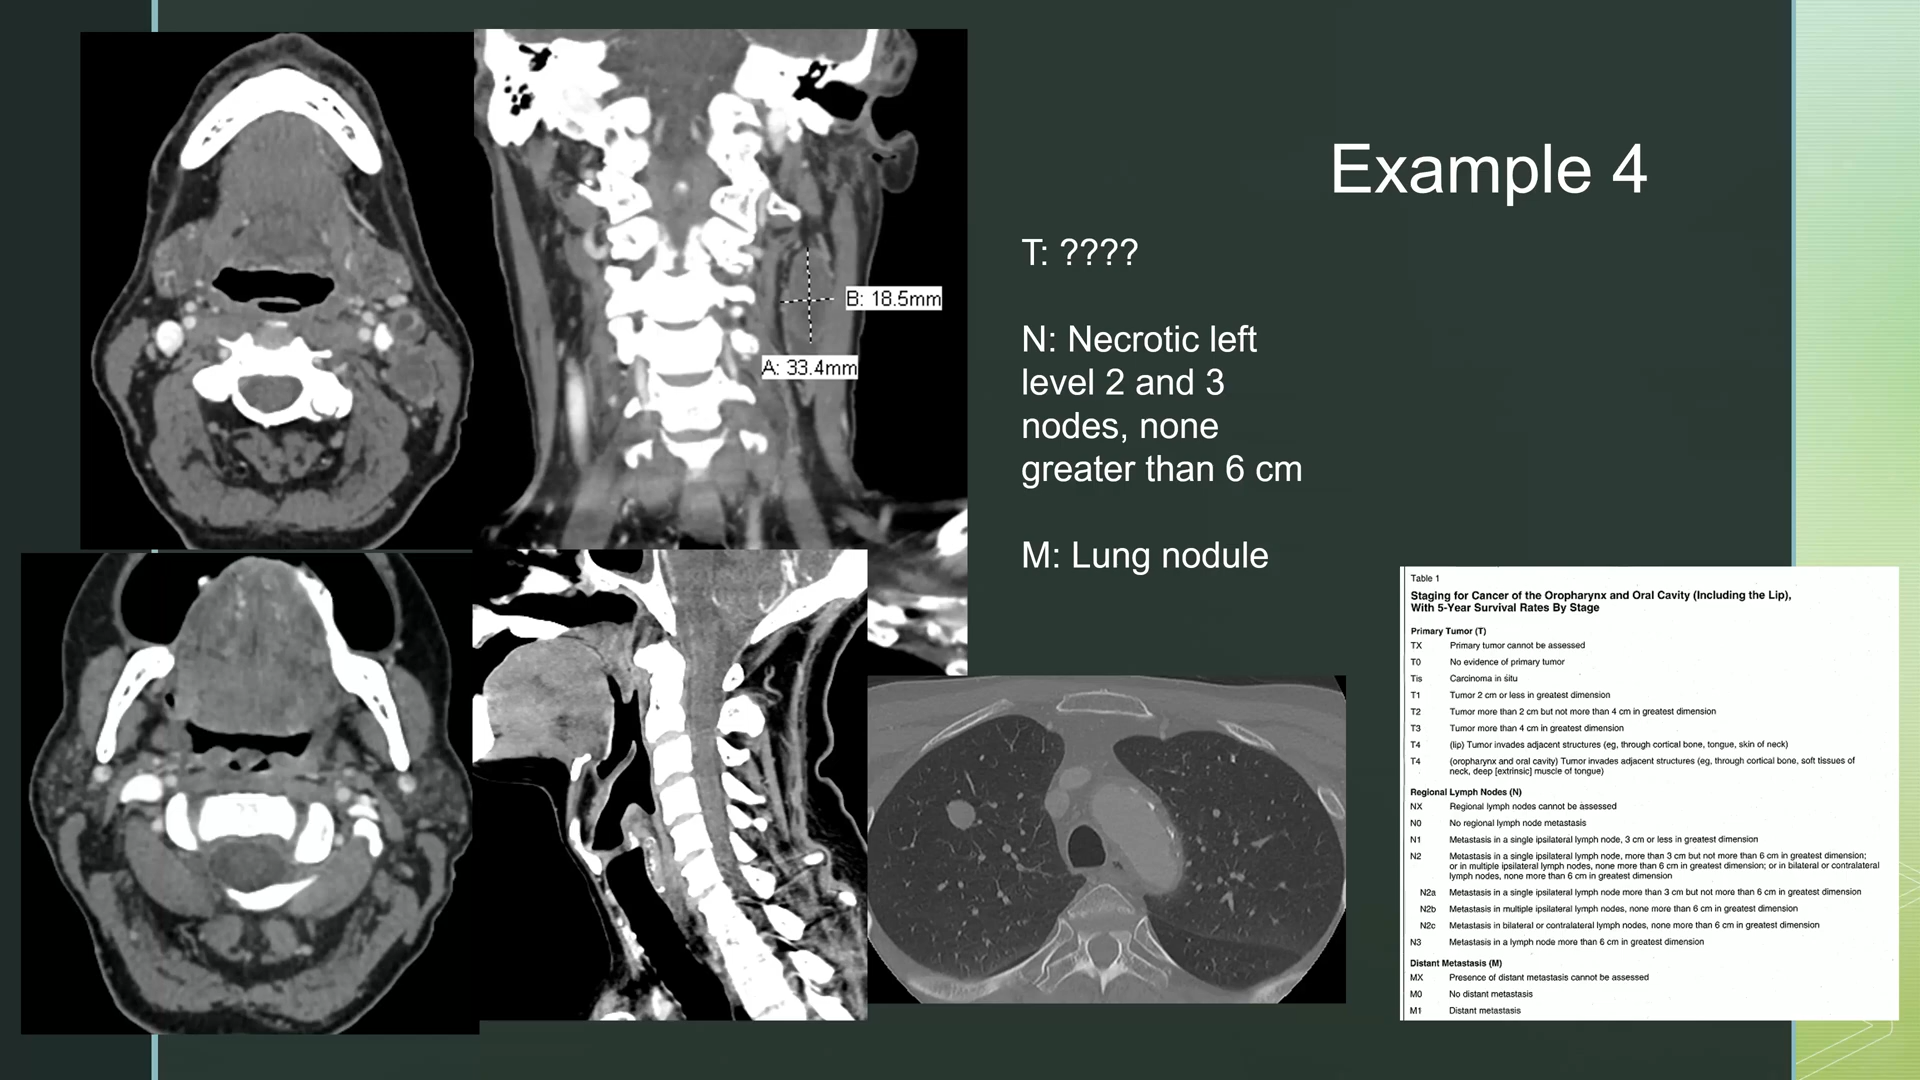 Example 4
T: ????
N: Necrotic left
level 2 and 3
nodes, none
greater than 6 cm
M: Lung nodule
B: 18.5mm
A: 33.4mm
Table 1
Staging for Cancer of the Oropharynx and Oral Cavity (Including the Lip),
With 5-Year Survival Rates By Stage
Primary Tumor (T)
TX Primary tumor cannot be assessed
T0 No evidence of primary tumor
Tis Carcinoma in situ
T1 Tumor 2 cm or less in greatest dimension
T2 Tumor more than 2 cm but not more than 4 cm in greatest dimension
T3 Tumor more than 4 cm in greatest dimension
T4 (lip) Tumor invades adjacent structures (eg, through cortical bone, tongue, skin of neck)
T4 (oropharynx and oral cavity) Tumor invades adjacent structures (eg, through cortical bone, soft tissues of
neck, deep [extrinsic] muscle of tongue)
Regional Lymph Nodes (N)
NX Regional lymph nodes cannot be assessed
N0 No regional lymph node metastasis
N1 Metastasis in a single ipsilateral lymph node, 3 cm or less in greatest dimension
N2 Metastasis in a single ipsilateral lymph node, more than 3 cm but not more than 6 cm in greatest dimension;
or in multiple ipsilateral lymph nodes, none more than 6 cm in greatest dimension; or in bilateral or contralateral
lymph nodes, none more than 6 cm in greatest dimension
N2a Metastasis in a single ipsilateral lymph node more than 3 cm but not more than 6 cm in greatest dimension
N2b Metastasis in multiple ipsilateral lymph nodes, none more than 6 cm in greatest dimension
N2c Metastasis in bilateral or contralateral lymph nodes, none more than 6 cm in greatest dimension
N3 Metastasis in a lymph node more than 6 cm in greatest dimension
Distant Metastasis (M)
MX Presence of distant metastasis cannot be assessed
M0 No distant metastasis
M1 Distant metastasis